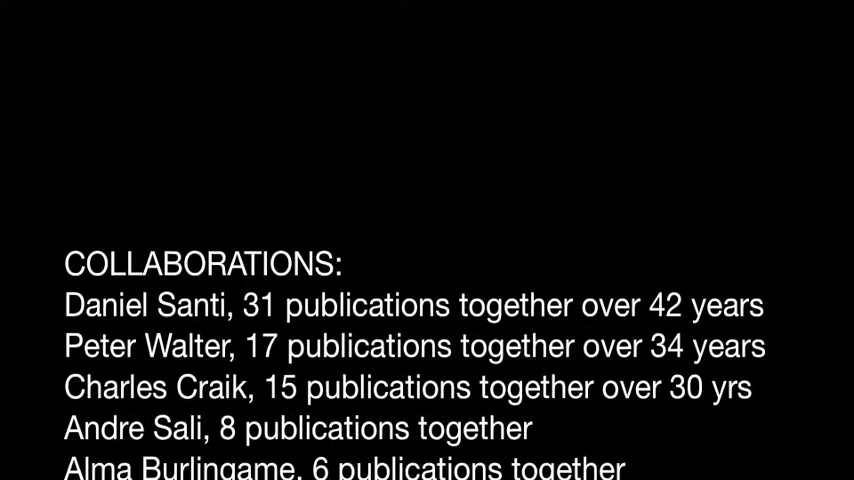 COLLABORATIONS:
Daniel Santi, 31 publications together over 42 years
Peter Walter, 17 publications together over 34 years
Charles Craik, 15 publications together over 30 yrs
Andre Sali, 8 publications together
Alma Burlingame, 6 publications together